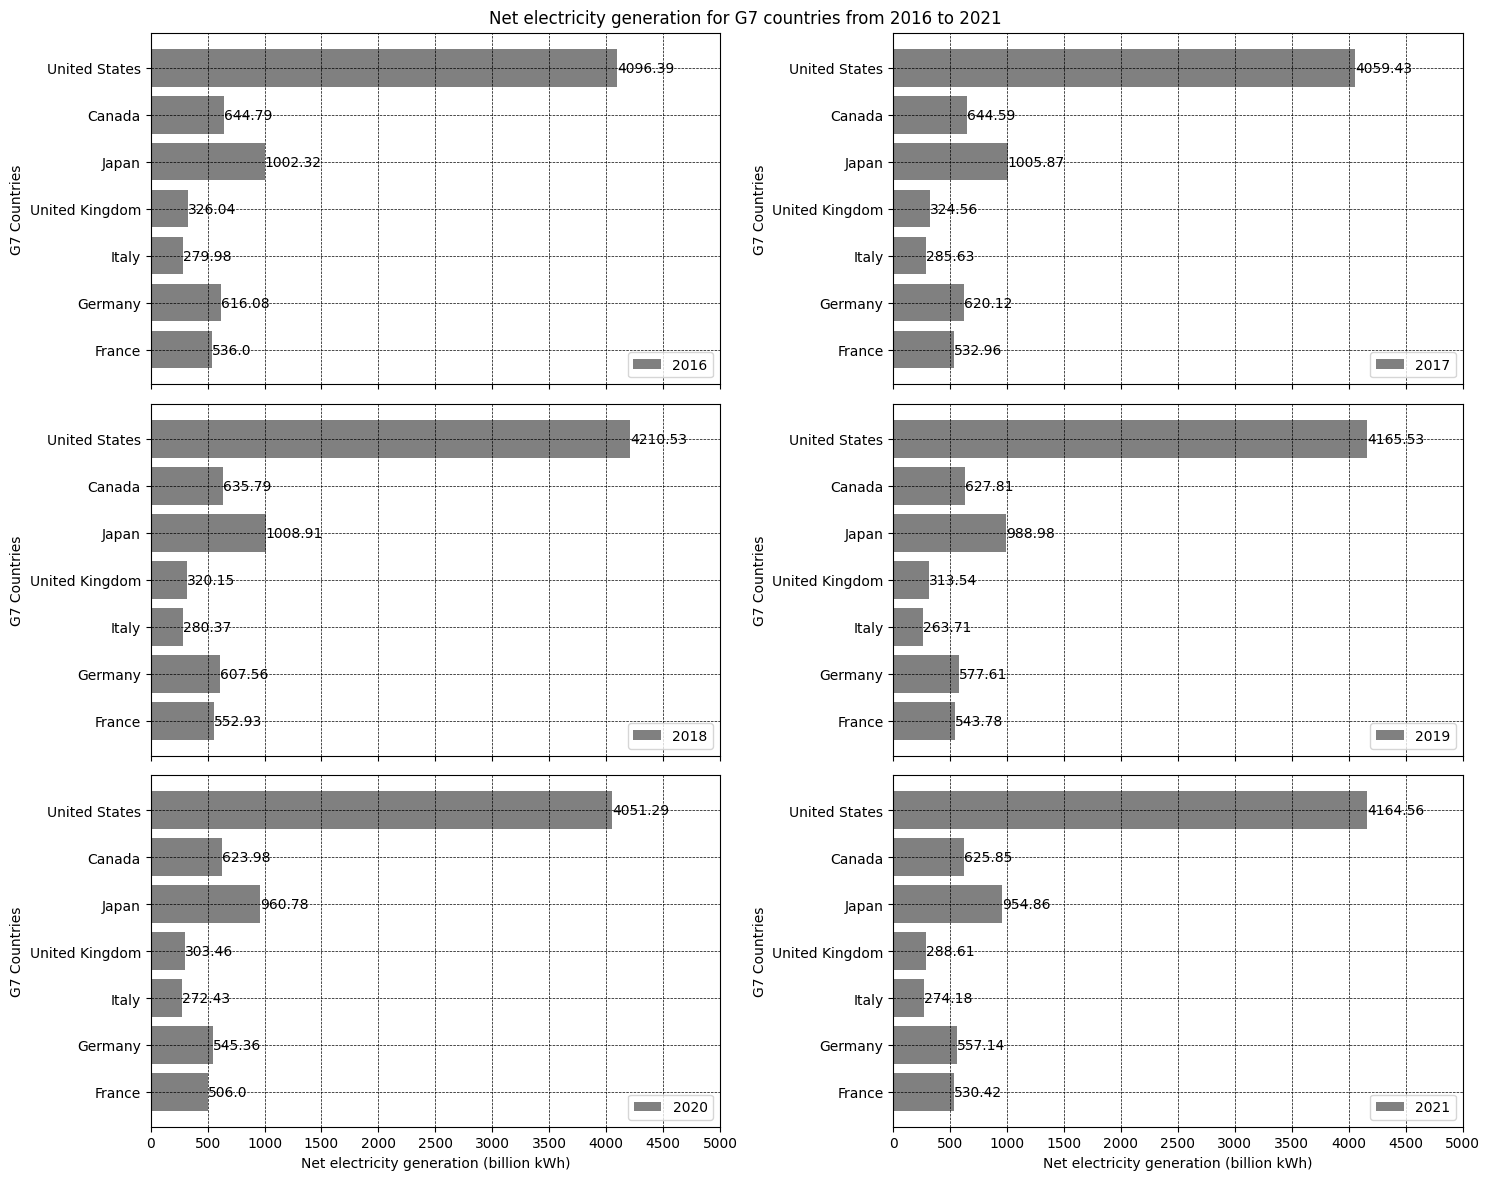 Net electricity generation for G7 countries from 2016 to 2021
G7 Countries
United States 4096.39
Canada 644.79
Japan 1002.32
United Kingdom 326.04
Italy 279.98
Germany 616.08
France 536.0
2016
G7 Countries
United States 4059.43
Canada 644.59
Japan 1005.87
United Kingdom 324.56
Italy 285.63
Germany 620.12
France 532.96
2017
G7 Countries
United States 4210.53
Canada 635.79
Japan 1008.91
United Kingdom 320.15
Italy 280.37
Germany 607.56
France 552.93
2018
G7 Countries
United States 4165.53
Canada 627.81
Japan 988.98
United Kingdom 313.54
Italy 263.71
Germany 577.61
France 543.78
2019
G7 Countries
United States 4051.29
Canada 623.98
Japan 960.78
United Kingdom 303.46
Italy 272.43
Germany 545.36
France 506.0
2020
0 500 1000 1500 2000 2500 3000 3500 4000 4500 5000
Net electricity generation (billion kWh)
G7 Countries
United States 4164.56
Canada 625.85
Japan 954.86
United Kingdom 288.61
Italy 274.18
Germany 557.14
France 530.42
2021
0 500 1000 1500 2000 2500 3000 3500 4000 4500 5000
Net electricity generation (billion kWh)